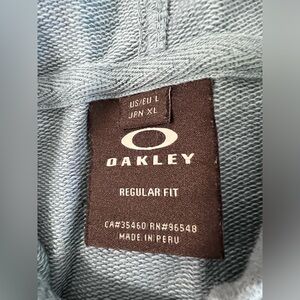 US/EU L
JPN XL
OAKLEY
REGULAR FIT
CA#35460/RN#96548
MADE IN PERU